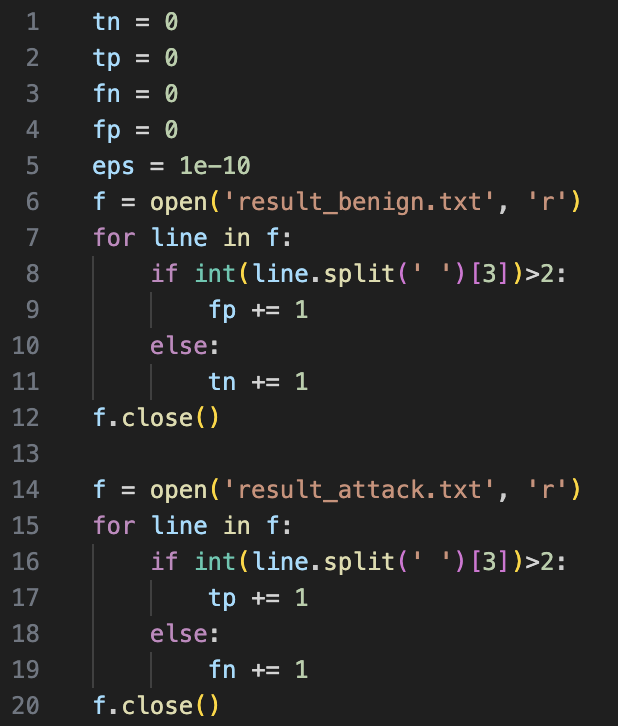 1 tn = 0
2 tp = 0
3 fn = 0
4 fp = 0
5 eps = 1e-10
6 f = open('result_benign.txt', 'r')
7 for line in f:
8     if int(line.split(' ')[3])>2:
9         fp += 1
10     else:
11         tn += 1
12 f.close()
13
14 f = open('result_attack.txt', 'r')
15 for line in f:
16     if int(line.split(' ')[3])>2:
17         tp += 1
18     else:
19         fn += 1
20 f.close()